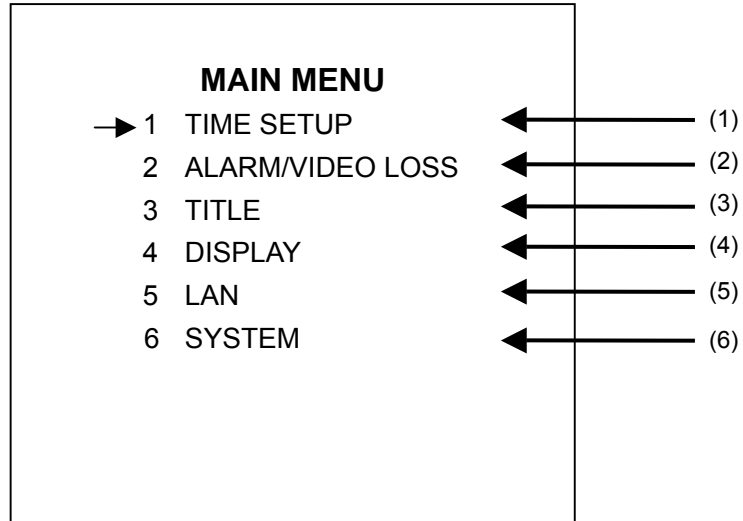 MAIN MENU
1 TIME SETUP (1)
2 ALARM/VIDEO LOSS (2)
3 TITLE (3)
4 DISPLAY (4)
5 LAN (5)
6 SYSTEM (6)